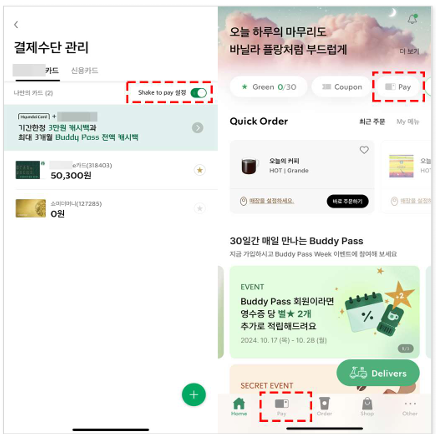 결제수단 관리
카드
신용카드
나만의 카드 (2)
Shake to pay 설정
Hyundai Card +
기간한정 3만원 캐시백과
최대 3개월 Buddy Pass 전액 캐시백
e카드(318403)
50,300원
(127285)
0원
오늘 하루의 마무리도
바닐라 플랑처럼 부드럽게
더 보기
Green 0/30
Coupon
Pay
Quick Order
최근 주문
My 메뉴
오늘의 커피
HOT | Grande
매장을 설정하세요.
바로 주문하기
HOT
매장을 설정하
30일간 매일 만나는 Buddy Pass
지금 가입하시고 Buddy Pass Week 이벤트에 참여해 보세요
EVENT
Buddy Pass 회원이라면
영수증 당 별★ 2개
추가로 적립해드려요
2024. 10. 17 (목) - 10. 28 (월)
Delivers
SECRET EVENT
Home
Pay
Order
Shop
Other